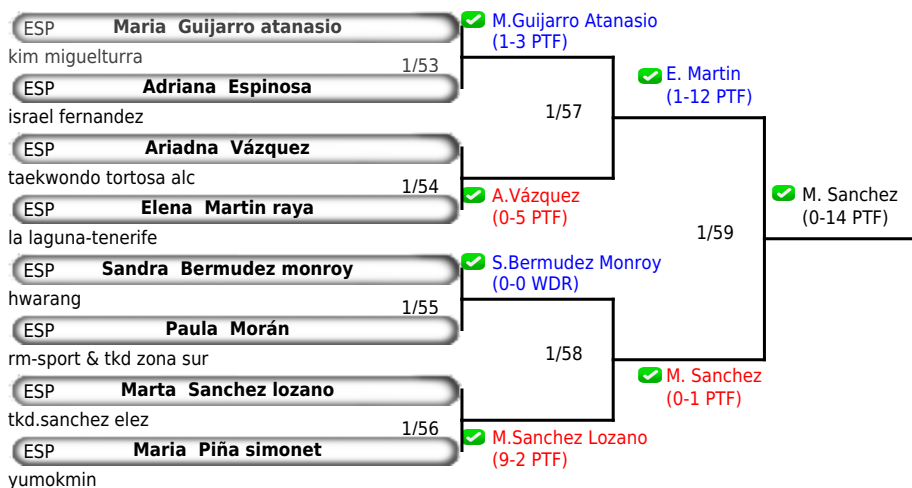 ESP Maria Guijarro atanasio
kim miguelturra
1/53
ESP Adriana Espinosa
israel fernandez
ESP Ariadna Vázquez
taekwondo tortosa alc
1/54
ESP Elena Martin raya
la laguna-tenerife
ESP Sandra Bermudez monroy
hwarang
1/55
ESP Paula Morán
rm-sport & tkd zona sur
ESP Marta Sanchez lozano
tkd.sanchez elez
1/56
ESP Maria Piña simonet
yumokmin
M.Guijarro Atanasio
(1-3 PTF)
1/57
A.Vázquez
(0-5 PTF)
S.Bermudez Monroy
(0-0 WDR)
1/58
M.Sanchez Lozano
(9-2 PTF)
E. Martin
(1-12 PTF)
1/59
M. Sanchez
(0-1 PTF)
M. Sanchez
(0-14 PTF)